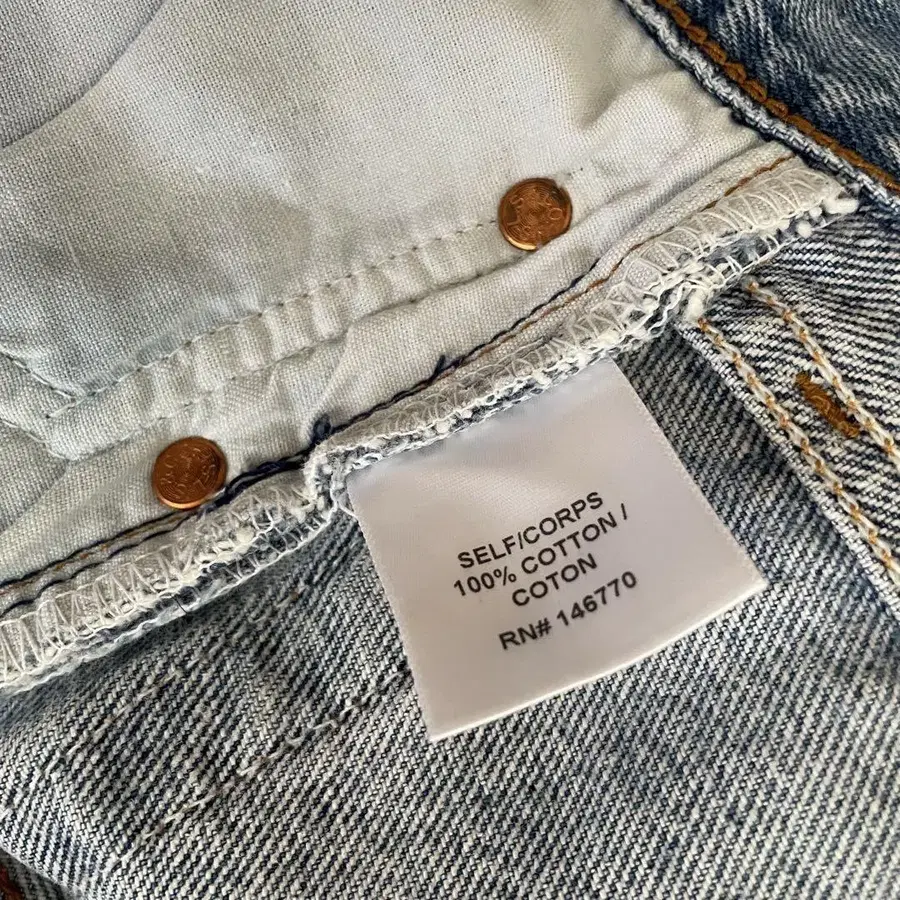 SELF/CORPS
100% COTTON /
COTON
RN# 146770